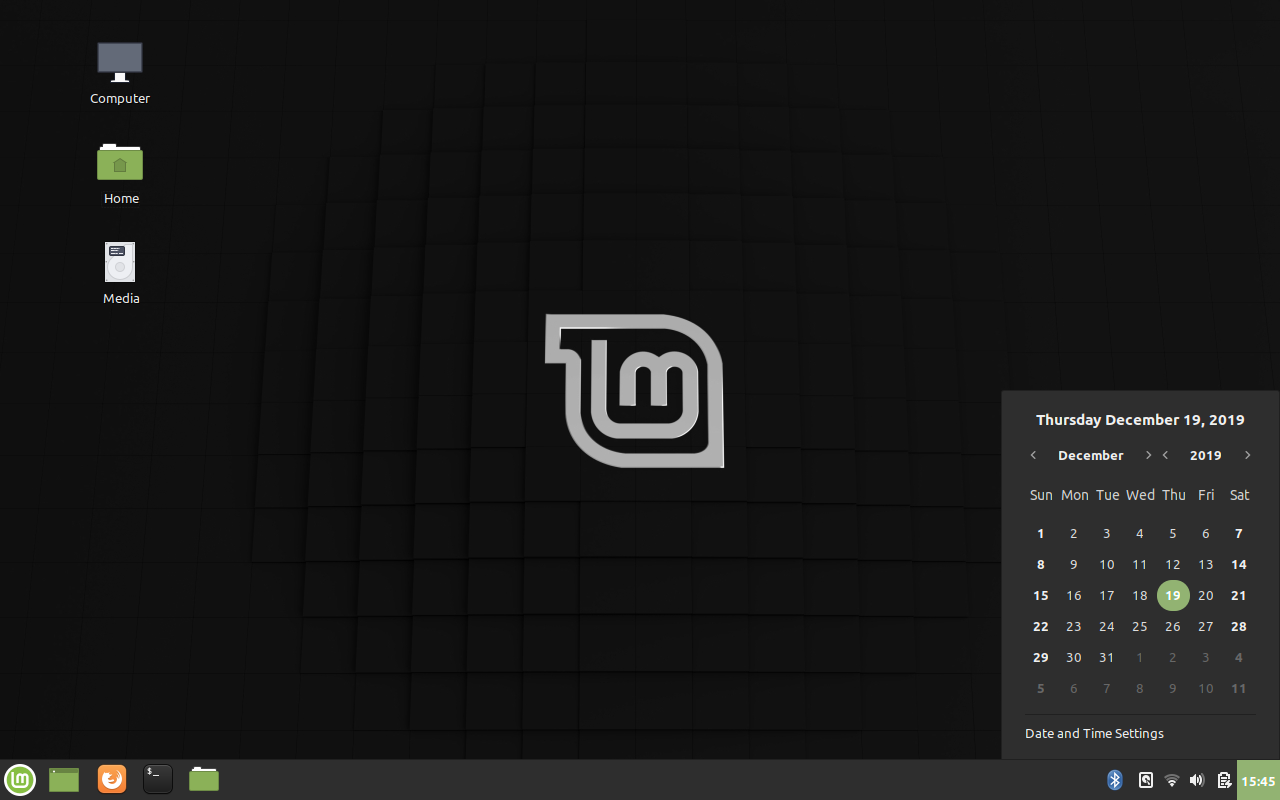 Computer
Home
Media
lm
Thursday December 19, 2019
December 2019
Sun Mon Tue Wed Thu Fri Sat
1 2 3 4 5 6 7
8 9 10 11 12 13 14
15 16 17 18 19 20 21
22 23 24 25 26 27 28
29 30 31 1 2 3 4
5 6 7 8 9 10 11
Date and Time Settings
lm
$_
15:45